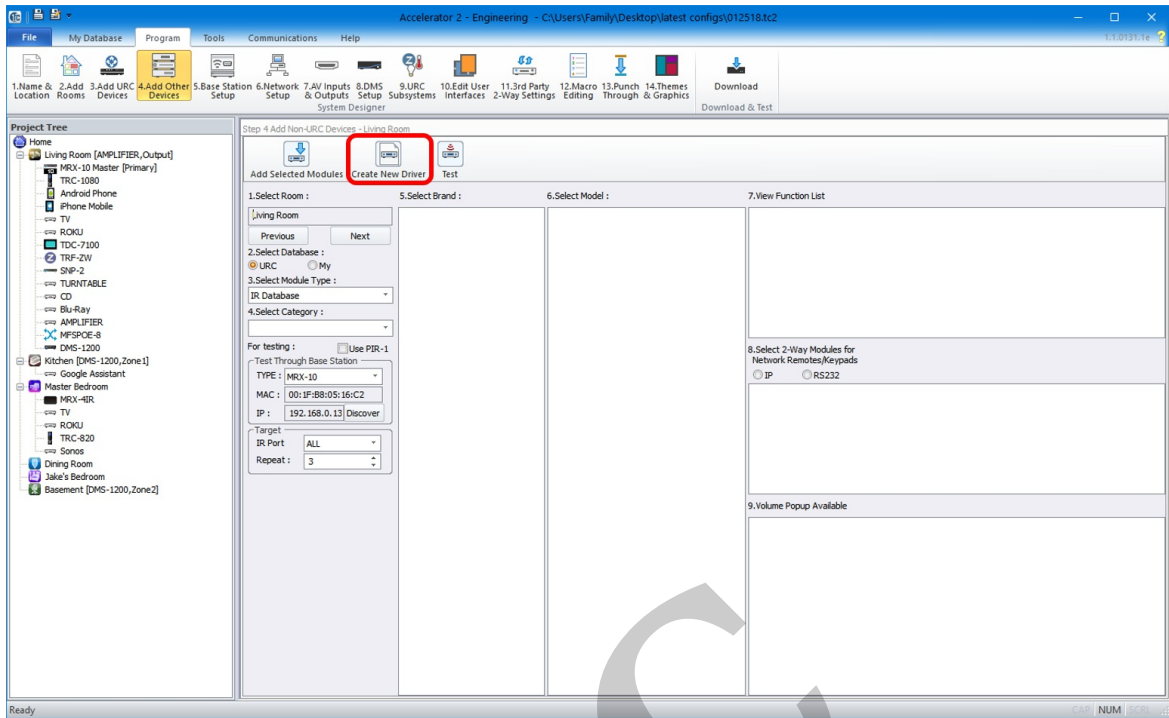 Accelerator 2 - Engineering - C:\Users\Family\Desktop\latest configs\012518.tc2
File My Database Program Tools Communications Help 1.1.0131.1e
1.Name & Location 2.Add Rooms 3.Add URC Devices 4.Add Other Devices 5.Base Station Setup 6.Network Setup 7.AV Inputs & Outputs 8.DMS Setup 9.URC Subsystems 10.Edit User Interfaces 11.3rd Party 2-Way Settings 12.Macro Editing 13.Punch Through 14.Themes & Graphics Download
System Designer Download & Test
Project Tree
Home
Living Room [AMPLIFIER,Output]
MRX-10 Master [Primary]
TRC-1080
Android Phone
iPhone Mobile
TV
ROKU
TDC-7100
TRF-ZW
SNP-2
TURNTABLE
CD
Blu-Ray
AMPLIFIER
MFSPOE-8
DMS-1200
Kitchen [DMS-1200,Zone1]
Google Assistant
Master Bedroom
MRX-4IR
TV
ROKU
TRC-820
Sonos
Dining Room
Jake's Bedroom
Basement [DMS-1200,Zone2]
Step 4 Add Non-URC Devices - Living Room
Add Selected Modules Create New Driver Test
1.Select Room :
Living Room
Previous Next
2.Select Database :
URC My
3.Select Module Type :
IR Database
4.Select Category :
For testing : Use PIR-1
Test Through Base Station
TYPE : MRX-10
MAC : 00:1F:B8:05:16:C2
IP : 192.168.0.13 Discover
Target
IR Port ALL
Repeat : 3
5.Select Brand :
6.Select Model :
7.View Function List
8.Select 2-Way Modules for
Network Remotes/Keypads
IP RS232
9.Volume Popup Available
Ready CAP NUM SCRL